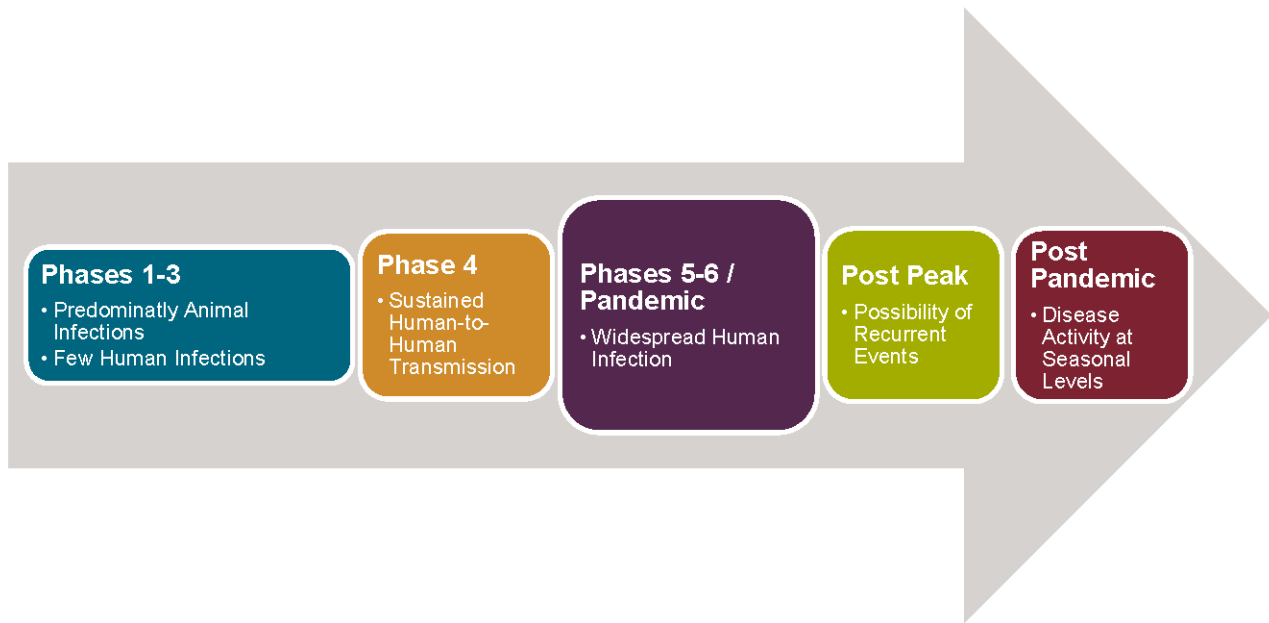 Phases 1-3
• Predominatly Animal
Infections
• Few Human Infections
Phase 4
• Sustained
Human-to-
Human
Transmission
Phases 5-6 /
Pandemic
• Widespread Human
Infection
Post Peak
• Possibility of
Recurrent
Events
Post
Pandemic
• Disease
Activity at
Seasonal
Levels